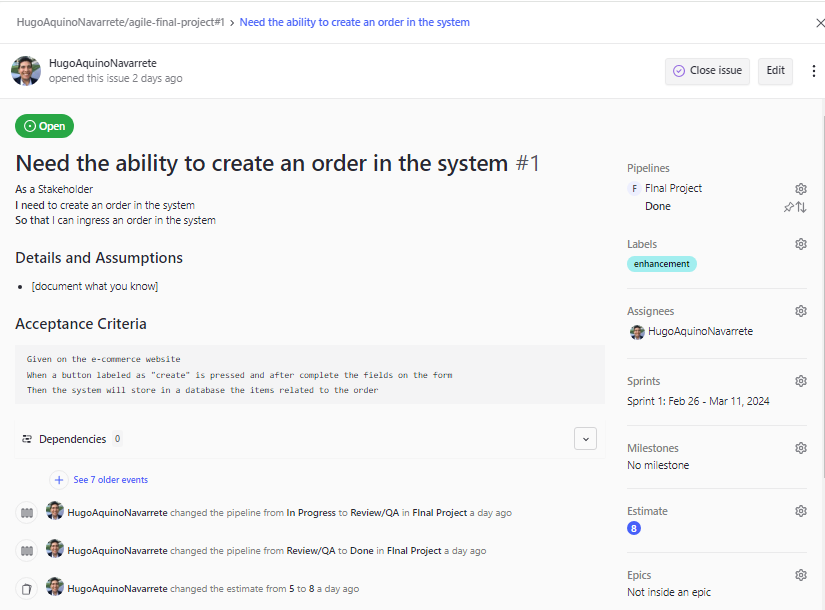 HugoAquinoNavarrete/agile-final-project#1 › Need the ability to create an order in the system
HugoAquinoNavarrete
opened this issue 2 days ago
Close issue
Edit
Open
Need the ability to create an order in the system #1
As a Stakeholder
I need to create an order in the system
So that I can ingress an order in the system
Details and Assumptions
• [document what you know]
Acceptance Criteria
Given on the e-commerce website
When a button labeled as "create" is pressed and after complete the fields on the form
Then the system will store in a database the items related to the order
Dependencies 0
See 7 older events
HugoAquinoNavarrete changed the pipeline from In Progress to Review/QA in FInal Project a day ago
HugoAquinoNavarrete changed the pipeline from Review/QA to Done in FInal Project a day ago
HugoAquinoNavarrete changed the estimate from 5 to 8 a day ago
Pipelines
F FInal Project
Done
Labels
enhancement
Assignees
HugoAquinoNavarrete
Sprints
Sprint 1: Feb 26 - Mar 11, 2024
Milestones
No milestone
Estimate
8
Epics
Not inside an epic